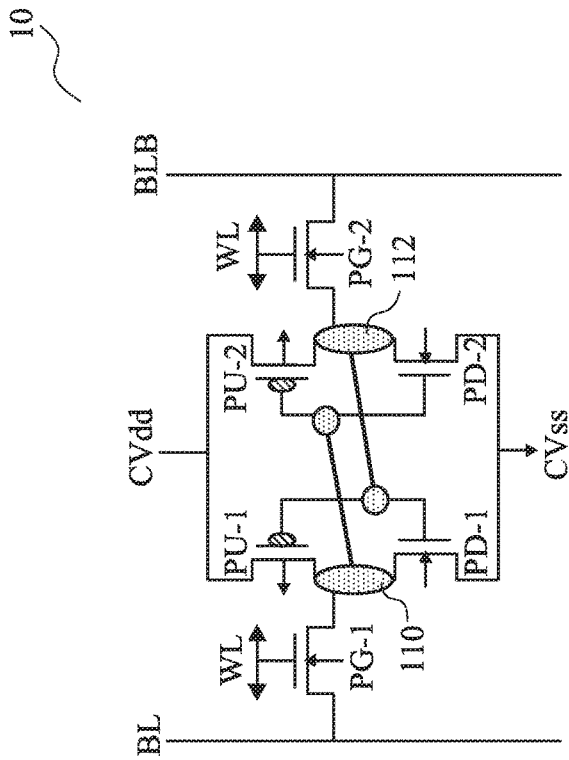 10
BL
BLB
CVdd
WL
WL
PU-1
PU-2
PG-1
PG-2
110
112
PD-1
PD-2
CVss